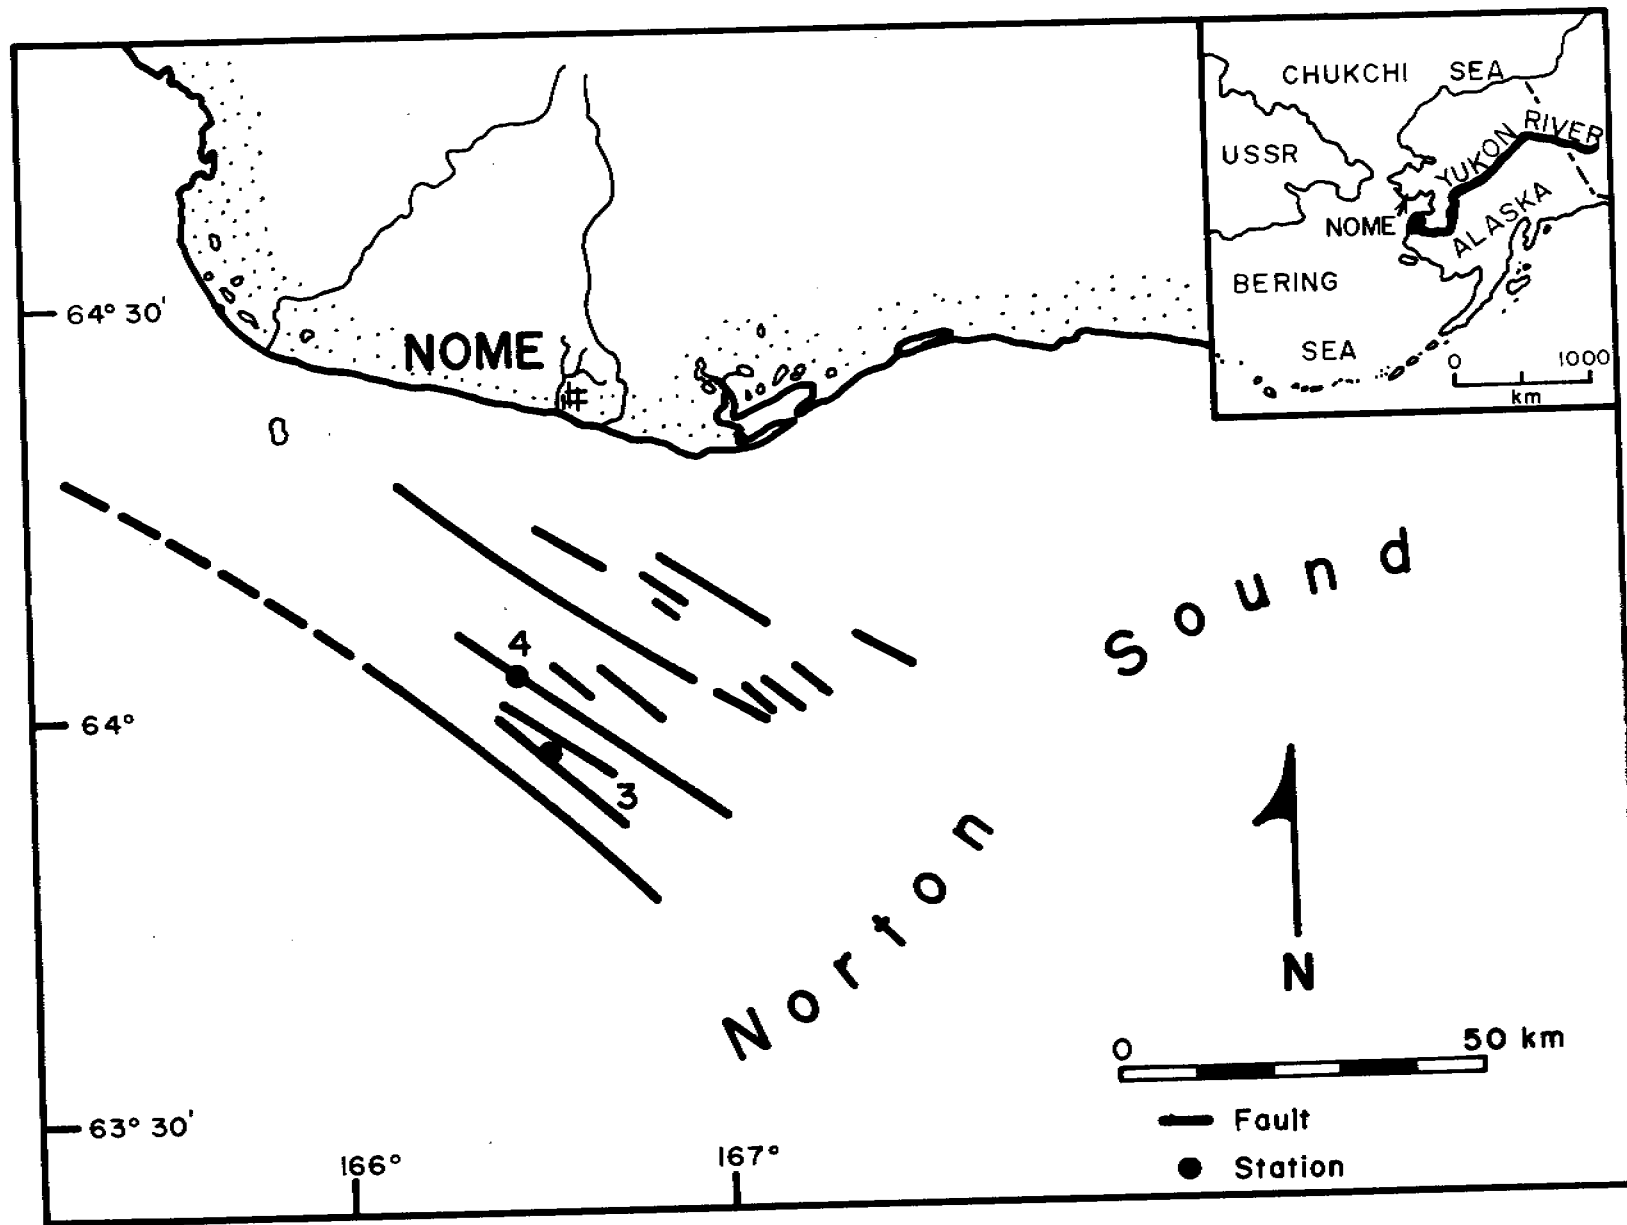 CHUKCHI SEA
USSR
YUKON RIVER
ALASKA
NOME
BERING
SEA
0 1000
km
64° 30'
NOME
4
64°
3
Norton Sound
N
0 50 km
Fault
Station
63° 30'
166° 167°